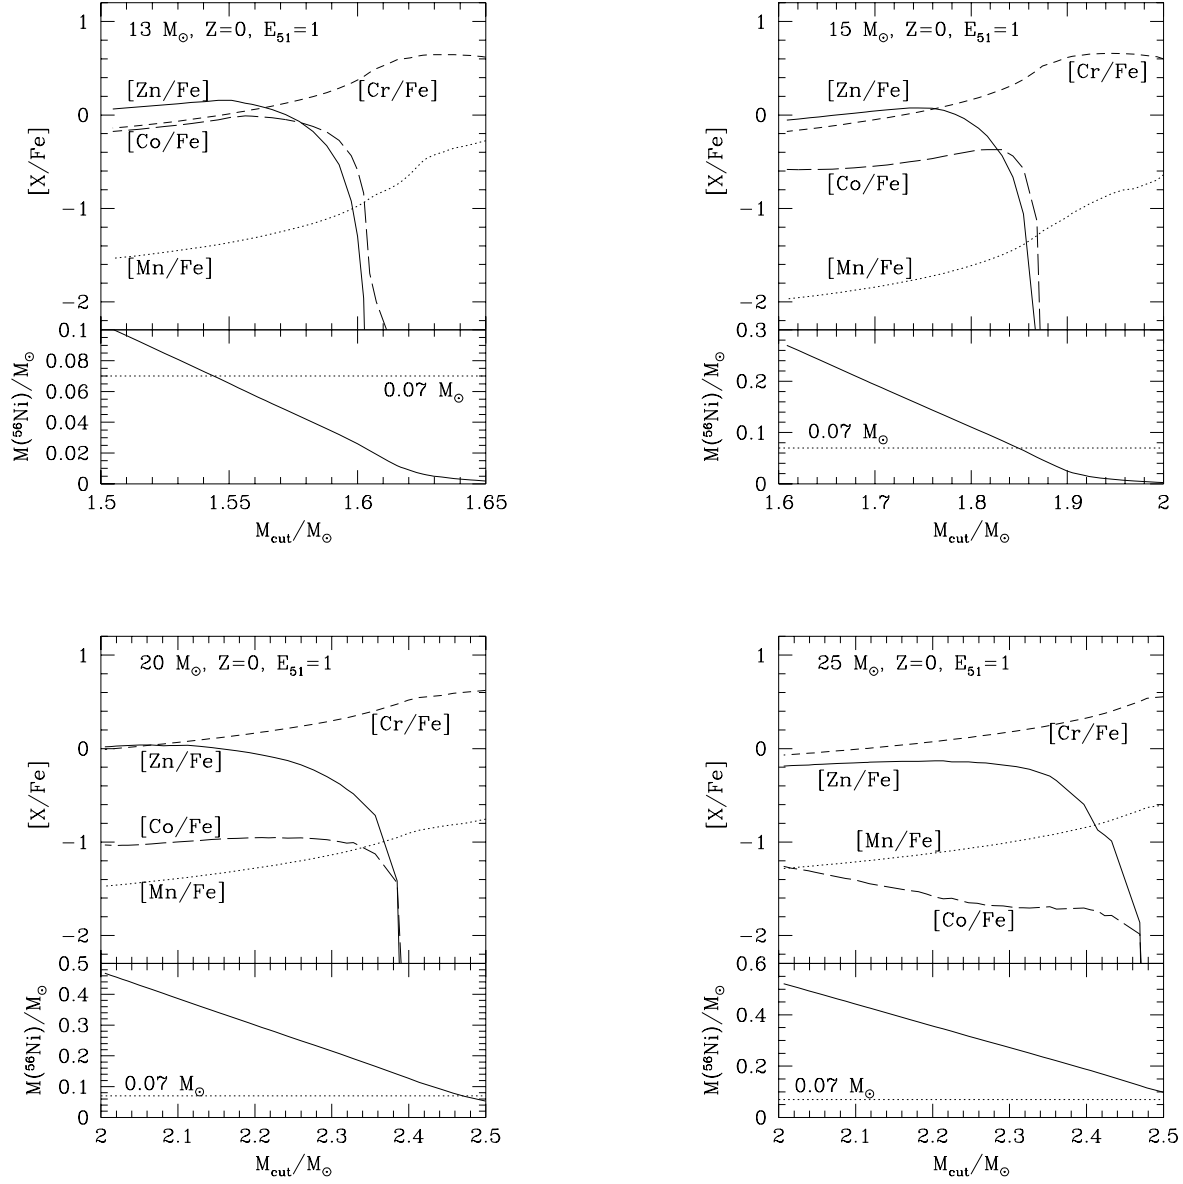 13 M☉, Z=0, E₅₁=1
[Zn/Fe]
[Cr/Fe]
[Co/Fe]
[Mn/Fe]
[X/Fe]
1
0
−1
−2
0.1
0.08
0.06
0.04
0.02
0
M(⁵⁶Ni)/M☉
0.07 M☉
1.5 1.55 1.6 1.65
M_cut/M☉
15 M☉, Z=0, E₅₁=1
[Zn/Fe]
[Cr/Fe]
[Co/Fe]
[Mn/Fe]
[X/Fe]
1
0
−1
−2
0.3
0.2
0.1
0
M(⁵⁶Ni)/M☉
0.07 M☉
1.6 1.7 1.8 1.9 2
M_cut/M☉
20 M☉, Z=0, E₅₁=1
[Cr/Fe]
[Zn/Fe]
[Co/Fe]
[Mn/Fe]
[X/Fe]
1
0
−1
−2
0.5
0.4
0.3
0.2
0.1
0
M(⁵⁶Ni)/M☉
0.07 M☉
2 2.1 2.2 2.3 2.4 2.5
M_cut/M☉
25 M☉, Z=0, E₅₁=1
[Cr/Fe]
[Zn/Fe]
[Mn/Fe]
[Co/Fe]
[X/Fe]
1
0
−1
−2
0.6
0.4
0.2
0
M(⁵⁶Ni)/M☉
0.07 M☉
2 2.1 2.2 2.3 2.4 2.5
M_cut/M☉